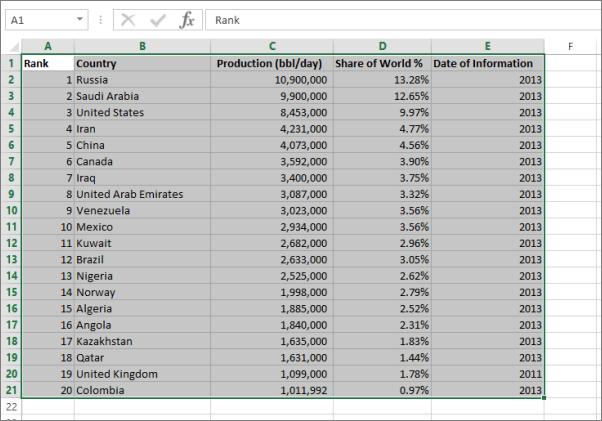 A1 fx Rank
A B C D E F
1 Rank Country Production (bbl/day) Share of World % Date of Information
2 1 Russia 10,900,000 13.28% 2013
3 2 Saudi Arabia 9,900,000 12.65% 2013
4 3 United States 8,453,000 9.97% 2013
5 4 Iran 4,231,000 4.77% 2013
6 5 China 4,073,000 4.56% 2013
7 6 Canada 3,592,000 3.90% 2013
8 7 Iraq 3,400,000 3.75% 2013
9 8 United Arab Emirates 3,087,000 3.32% 2013
10 9 Venezuela 3,023,000 3.56% 2013
11 10 Mexico 2,934,000 3.56% 2013
12 11 Kuwait 2,682,000 2.96% 2013
13 12 Brazil 2,633,000 3.05% 2013
14 13 Nigeria 2,525,000 2.62% 2013
15 14 Norway 1,998,000 2.79% 2013
16 15 Algeria 1,885,000 2.52% 2013
17 16 Angola 1,840,000 2.31% 2013
18 17 Kazakhstan 1,635,000 1.83% 2013
19 18 Qatar 1,631,000 1.44% 2013
20 19 United Kingdom 1,099,000 1.78% 2011
21 20 Colombia 1,011,992 0.97% 2013
22